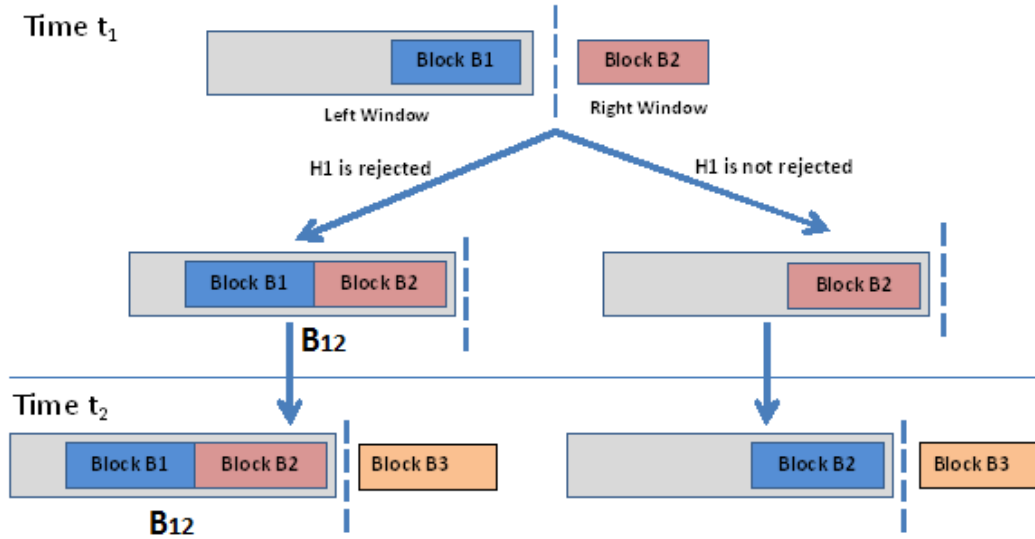 Time t₁
Block B1
Block B2
Left Window
Right Window
H1 is rejected
H1 is not rejected
Block B1
Block B2
Block B2
B₁₂
Time t₂
Block B1
Block B2
Block B3
Block B2
Block B3
B₁₂